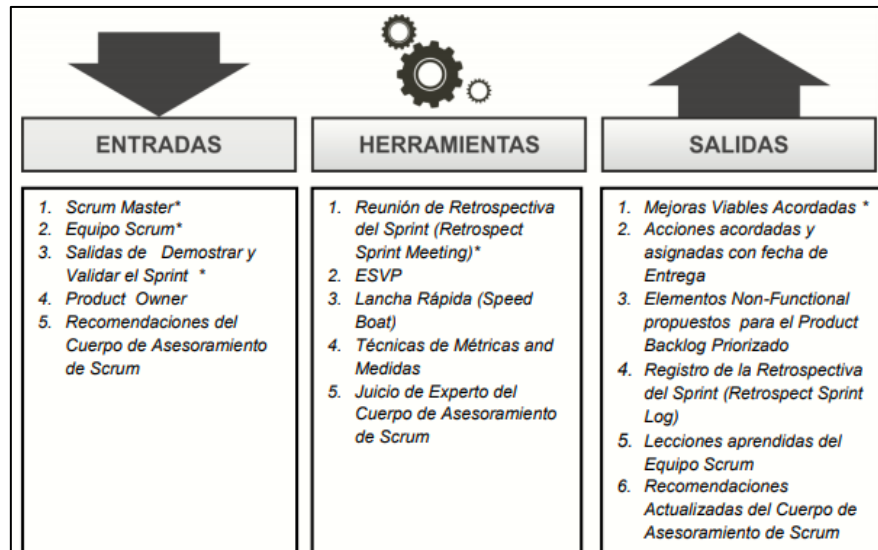 ENTRADAS
1. Scrum Master*
2. Equipo Scrum*
3. Salidas de Demostrar y
Validar el Sprint *
4. Product Owner
5. Recomendaciones del
Cuerpo de Asesoramiento
de Scrum
HERRAMIENTAS
1. Reunión de Retrospectiva
del Sprint (Retrospect
Sprint Meeting)*
2. ESVP
3. Lancha Rápida (Speed
Boat)
4. Técnicas de Métricas and
Medidas
5. Juicio de Experto del
Cuerpo de Asesoramiento
de Scrum
SALIDAS
1. Mejoras Viables Acordadas *
2. Acciones acordadas y
asignadas con fecha de
Entrega
3. Elementos Non-Functional
propuestos para el Product
Backlog Priorizado
4. Registro de la Retrospectiva
del Sprint (Retrospect Sprint
Log)
5. Lecciones aprendidas del
Equipo Scrum
6. Recomendaciones
Actualizadas del Cuerpo de
Asesoramiento de Scrum